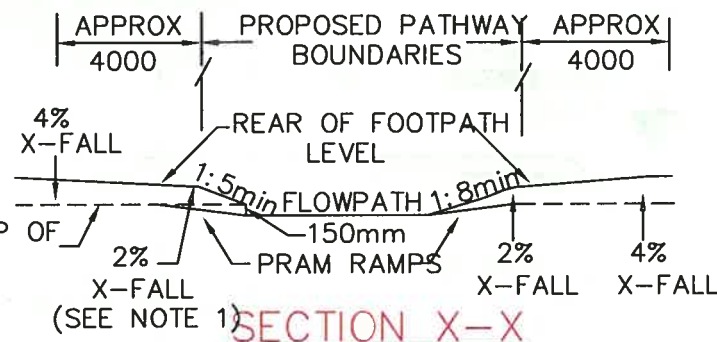 APPROX
4000
PROPOSED PATHWAY
BOUNDARIES
APPROX
4000
4%
X-FALL
REAR OF FOOTPATH
LEVEL
1:5min
FLOWPATH
1:8min
OF
150mm
PRAM RAMPS
2%
X-FALL
(SEE NOTE 1)
2%
X-FALL
4%
X-FALL
SECTION X-X